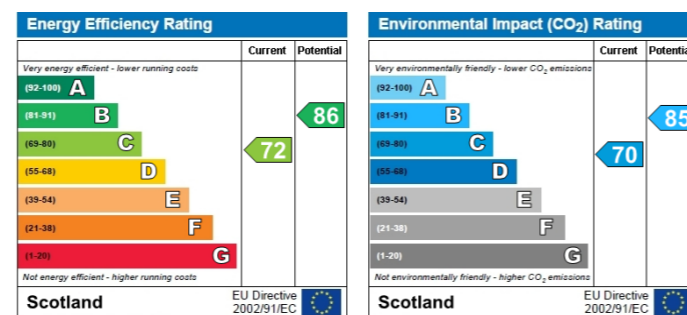 Energy Efficiency Rating
Current Potential
Very energy efficient - lower running costs
(92-100) A
(81-91) B
86
(69-80) C
72
(55-68) D
(39-54) E
(21-38) F
(1-20) G
Not energy efficient - higher running costs
Scotland
EU Directive
2002/91/EC
Environmental Impact (CO2) Rating
Current Potentia
Very environmentally friendly - lower CO2 emissions
(92-100) A
(81-91) B
85
(69-80) C
70
(55-68) D
(39-54) E
(21-38) F
(1-20) G
Not environmentally friendly - higher CO2 emissions
Scotland
EU Directive
2002/91/EC